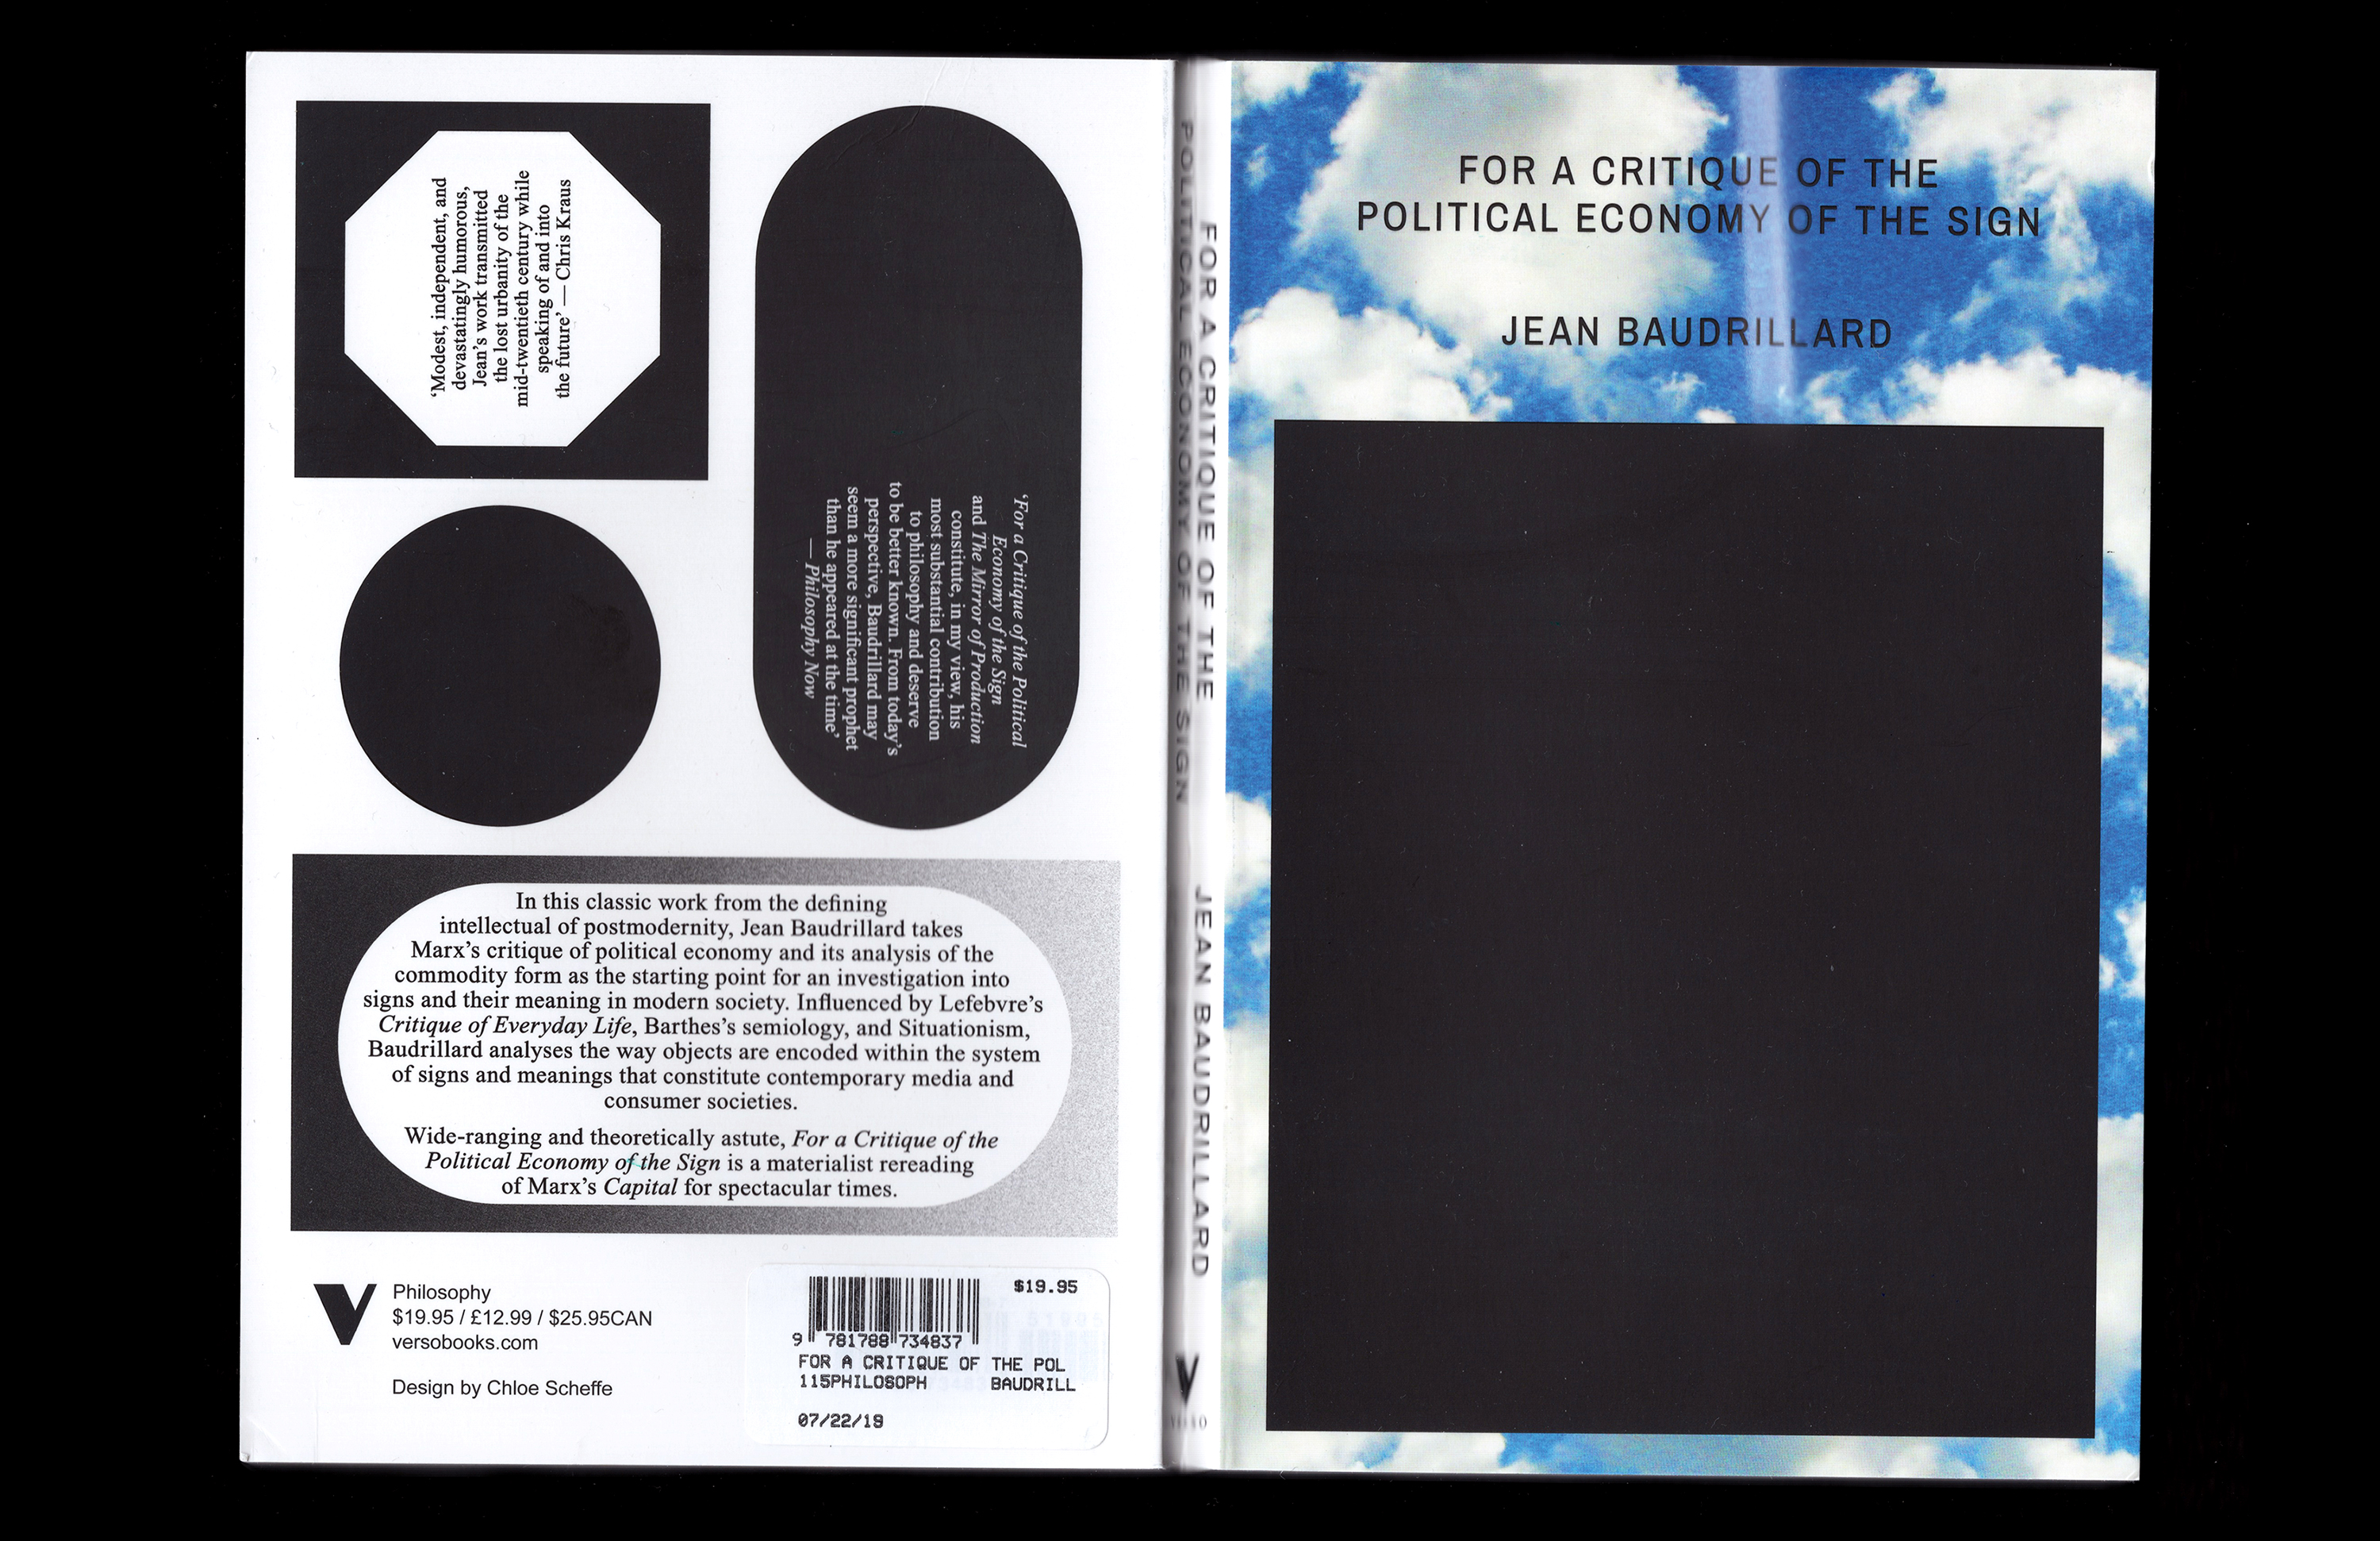 'Modest, independent, and
devastatingly humorous,
Jean's work transmitted
the lost urbanity of the
mid-twentieth century while
speaking of and into
the future' — Chris Kraus
'For a Critique of the Political
Economy of the Sign
and The Mirror of Production
constitute, in my view, his
most substantial contribution
to philosophy and deserve
to be better known. From today's
perspective, Baudrillard may
seem a more significant prophet
than he appeared at the time'
— Philosophy Now
In this classic work from the defining
intellectual of postmodernity, Jean Baudrillard takes
Marx's critique of political economy and its analysis of the
commodity form as the starting point for an investigation into
signs and their meaning in modern society. Influenced by Lefebvre's
Critique of Everyday Life, Barthes's semiology, and Situationism,
Baudrillard analyses the way objects are encoded within the system
of signs and meanings that constitute contemporary media and
consumer societies.
Wide-ranging and theoretically astute, For a Critique of the
Political Economy of the Sign is a materialist rereading
of Marx's Capital for spectacular times.
Philosophy
$19.95 / £12.99 / $25.95CAN
versobooks.com
Design by Chloe Scheffe
$19.95
9 781788 734837
FOR A CRITIQUE OF THE POL
115PHILOSOPH BAUDRILL
07/22/19
FOR A CRITIQUE OF THE
POLITICAL ECONOMY OF THE SIGN
JEAN BAUDRILLARD
V
VERSO
FOR A CRITIQUE OF THE
POLITICAL ECONOMY OF THE SIGN
JEAN BAUDRILLARD